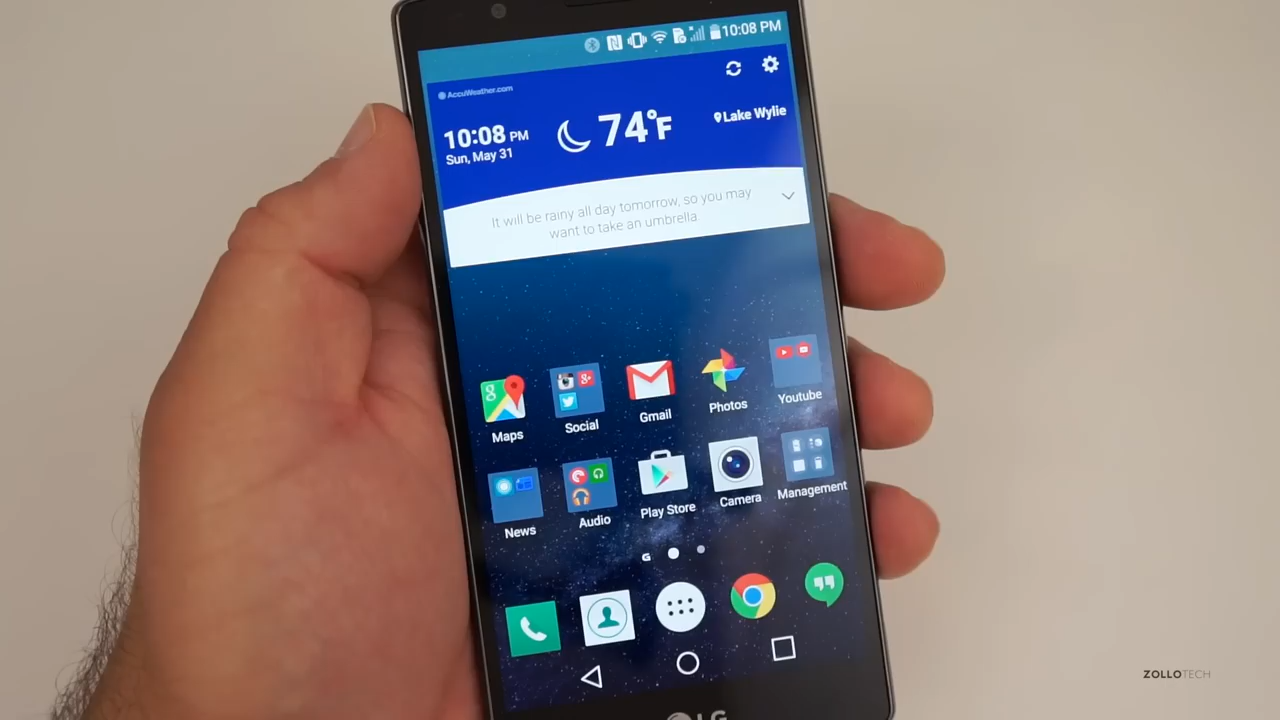 10:08 PM
AccuWeather.com
10:08 PM
Sun, May 31
74°F
Lake Wylie
It will be rainy all day tomorrow, so you may
want to take an umbrella.
Maps
Social
Gmail
Photos
Youtube
News
Audio
Play Store
Camera
Management
ZOLLOTECH
LG